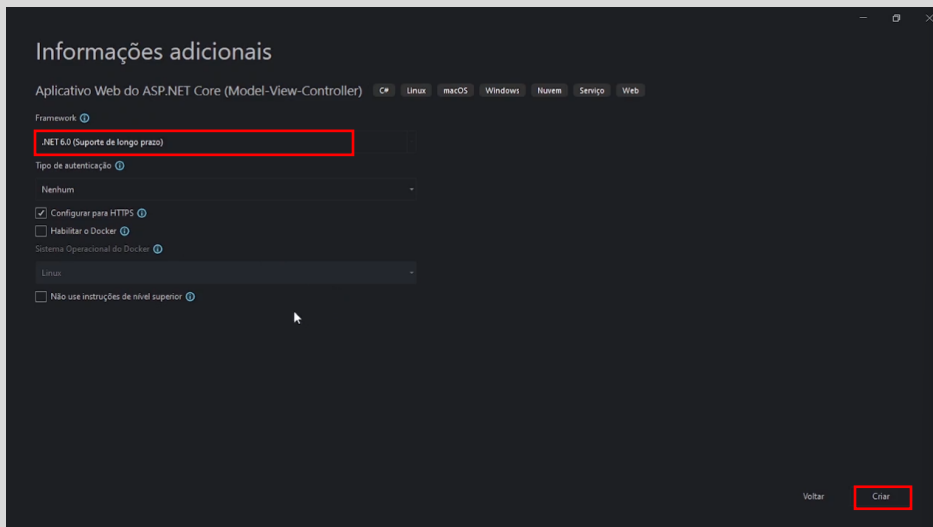 Informações adicionais
Aplicativo Web do ASP.NET Core (Model-View-Controller) C# Linux macOS Windows Nuvem Serviço Web
Framework
.NET 6.0 (Suporte de longo prazo)
Tipo de autenticação
Nenhum
Configurar para HTTPS
Habilitar o Docker
Sistema Operacional do Docker
Linux
Não use instruções de nível superior
Voltar Criar